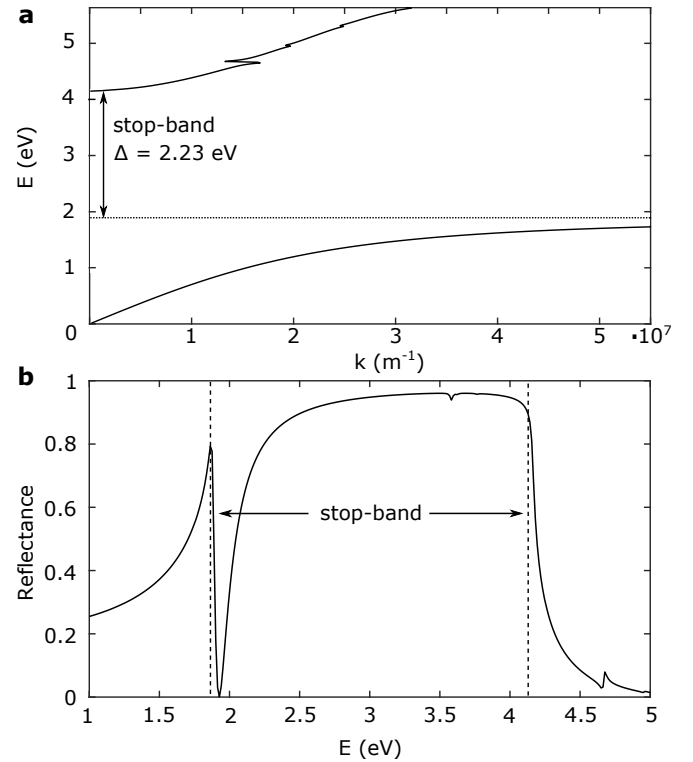 a
5
4
3
2
1
0
E (eV)
stop-band
Δ = 2.23 eV
1 2 3 4 5 ·10⁷
k (m⁻¹)
b
1
0.8
0.6
0.4
0.2
0
Reflectance
stop-band
1 1.5 2 2.5 3 3.5 4 4.5 5
E (eV)